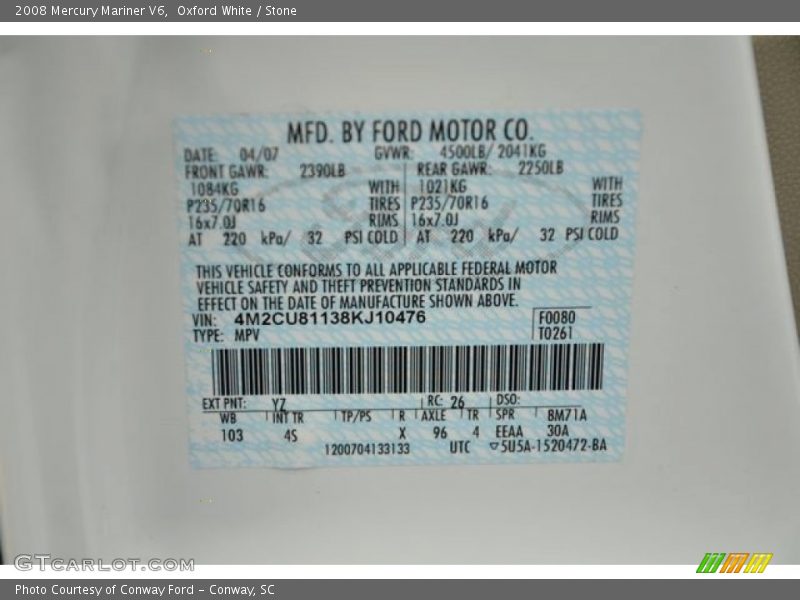 2008 Mercury Mariner V6, Oxford White / Stone
MFD. BY FORD MOTOR CO.
DATE: 04/07 GVWR: 4500LB/ 2041KG
FRONT GAWR: 2390LB REAR GAWR: 2250LB
1084KG WITH 1021KG WITH
P235/70R16 TIRES P235/70R16 TIRES
16x7.0J RIMS 16x7.0J RIMS
AT 220 kPa/ 32 PSI COLD AT 220 kPa/ 32 PSI COLD
THIS VEHICLE CONFORMS TO ALL APPLICABLE FEDERAL MOTOR
VEHICLE SAFETY AND THEFT PREVENTION STANDARDS IN
EFFECT ON THE DATE OF MANUFACTURE SHOWN ABOVE.
VIN: 4M2CU81138KJ10476 F0080
TYPE: MPV T0261
EXT PNT: YZ RC: 26 DSO:
WB INT TR TP/PS R AXLE TR SPR BM71A
103 4S X 96 4 EEAA 30A
1200704133133 UTC ▽5U5A-1520472-BA
GTCARLOT.COM
Photo Courtesy of Conway Ford - Conway, SC